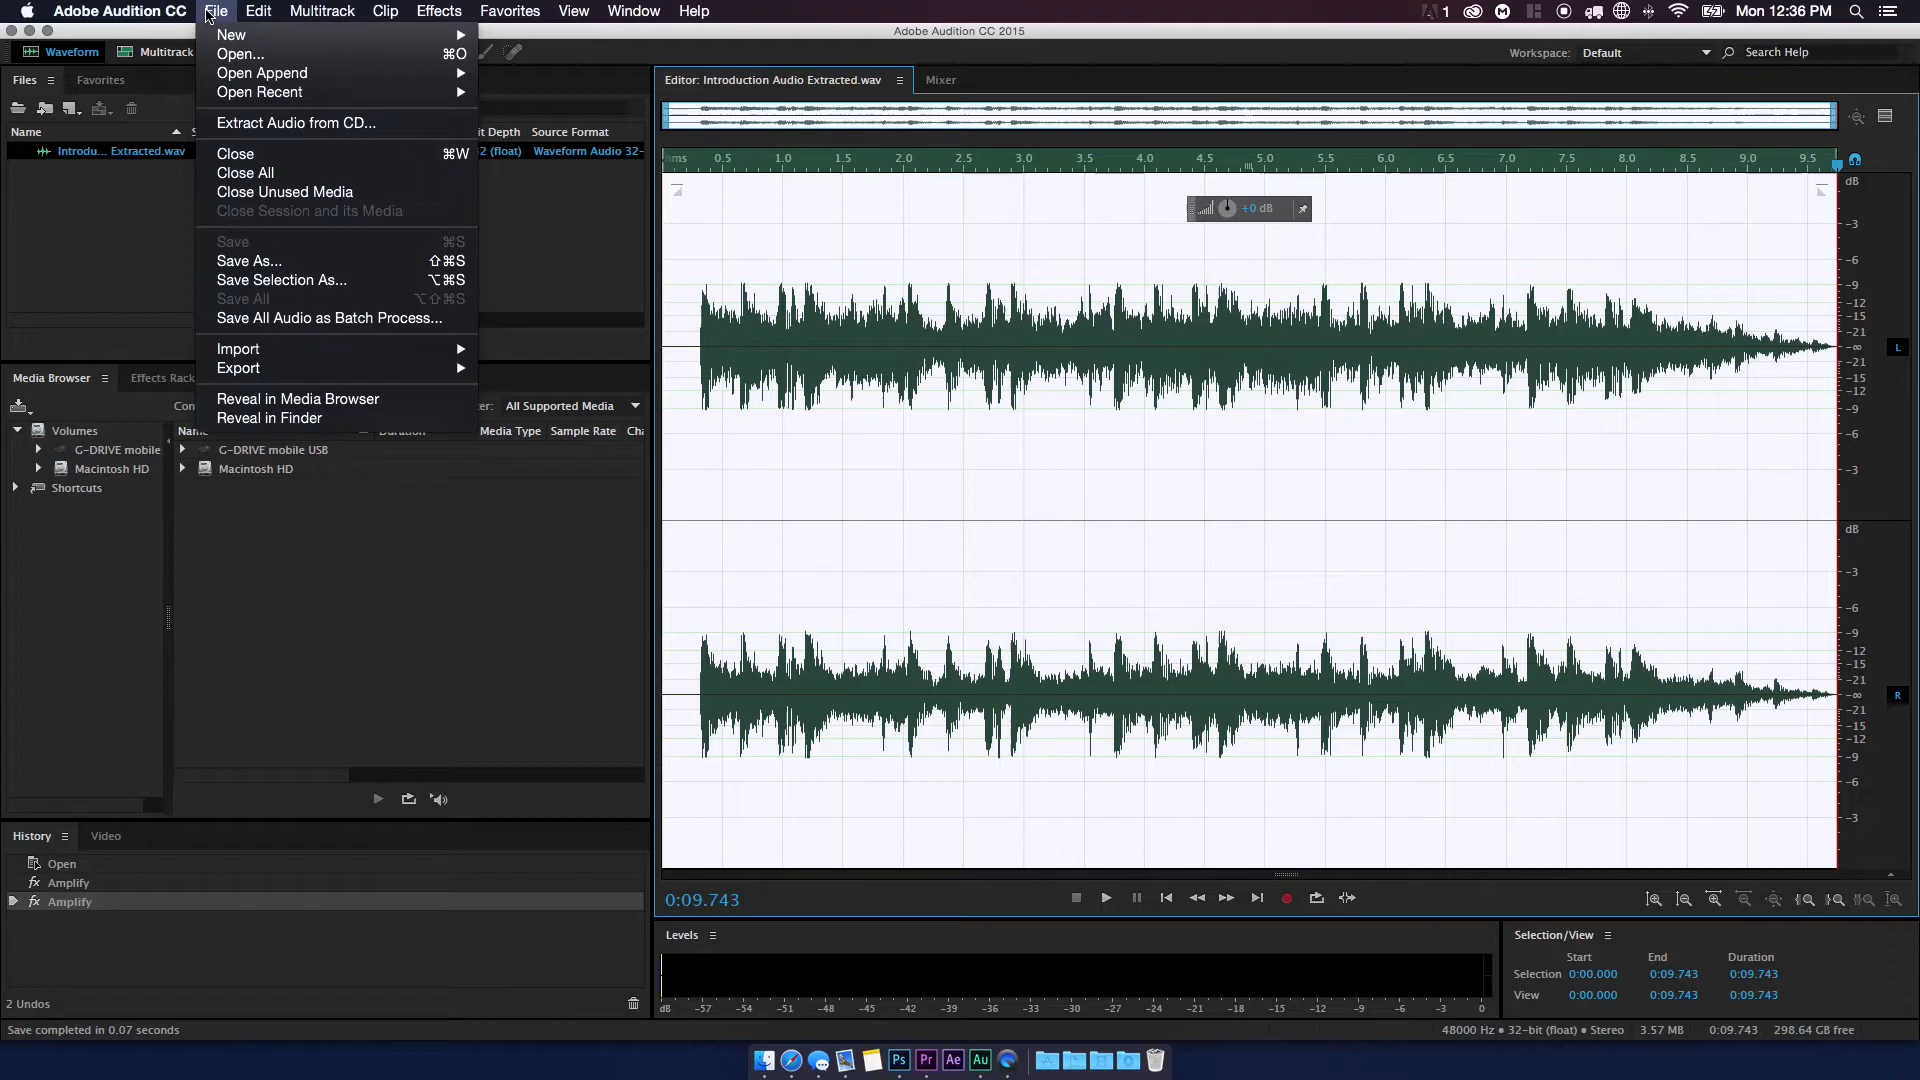 Adobe Audition CC File Edit Multitrack Clip Effects Favorites View Window Help 1 Mon 12:36 PM
Adobe Audition CC 2015
Waveform Multitrack
Workspace: Default Search Help
New
Open... ⌘O
Open Append
Open Recent
Extract Audio from CD...
Close ⌘W
Close All
Close Unused Media
Close Session and its Media
Save ⌘S
Save As... ⇧⌘S
Save Selection As... ⌥⌘S
Save All ⌥⇧⌘S
Save All Audio as Batch Process...
Import
Export
Reveal in Media Browser
Reveal in Finder
Files Favorites
Name it Depth Source Format
Introdu... Extracted.wav 32 (float) Waveform Audio 32-
Media Browser Effects Rack
All Supported Media
Volumes
G-DRIVE mobile
Macintosh HD
Shortcuts
Name Duration Media Type Sample Rate Cha
G-DRIVE mobile USB
Macintosh HD
History Video
Open
fx Amplify
fx Amplify
2 Undos
Save completed in 0.07 seconds
Editor: Introduction Audio Extracted.wav Mixer
hms 0.5 1.0 1.5 2.0 2.5 3.0 3.5 4.0 4.5 5.0 5.5 6.0 6.5 7.0 7.5 8.0 8.5 9.0 9.5
+0 dB
dB
-3
-6
-9
-12
-15
-21
-∞
-21
-15
-12
-9
-6
-3
L
dB
-3
-6
-9
-12
-15
-21
-∞
-21
-15
-12
-9
-6
-3
R
0:09.743
Levels
dB -57 -54 -51 -48 -45 -42 -39 -36 -33 -30 -27 -24 -21 -18 -15 -12 -9 -6 -3 0
Selection/View
Start End Duration
Selection 0:00.000 0:09.743 0:09.743
View 0:00.000 0:09.743 0:09.743
48000 Hz • 32-bit (float) • Stereo 3.57 MB 0:09.743 298.64 GB free
Ps Pr Ae Au